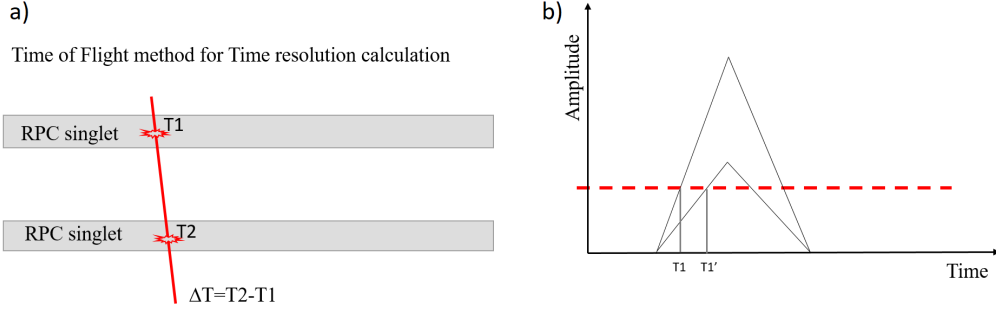 a)
Time of Flight method for Time resolution calculation
T1
RPC singlet
RPC singlet
T2
ΔT=T2-T1
b)
Amplitude
T1
T1'
Time